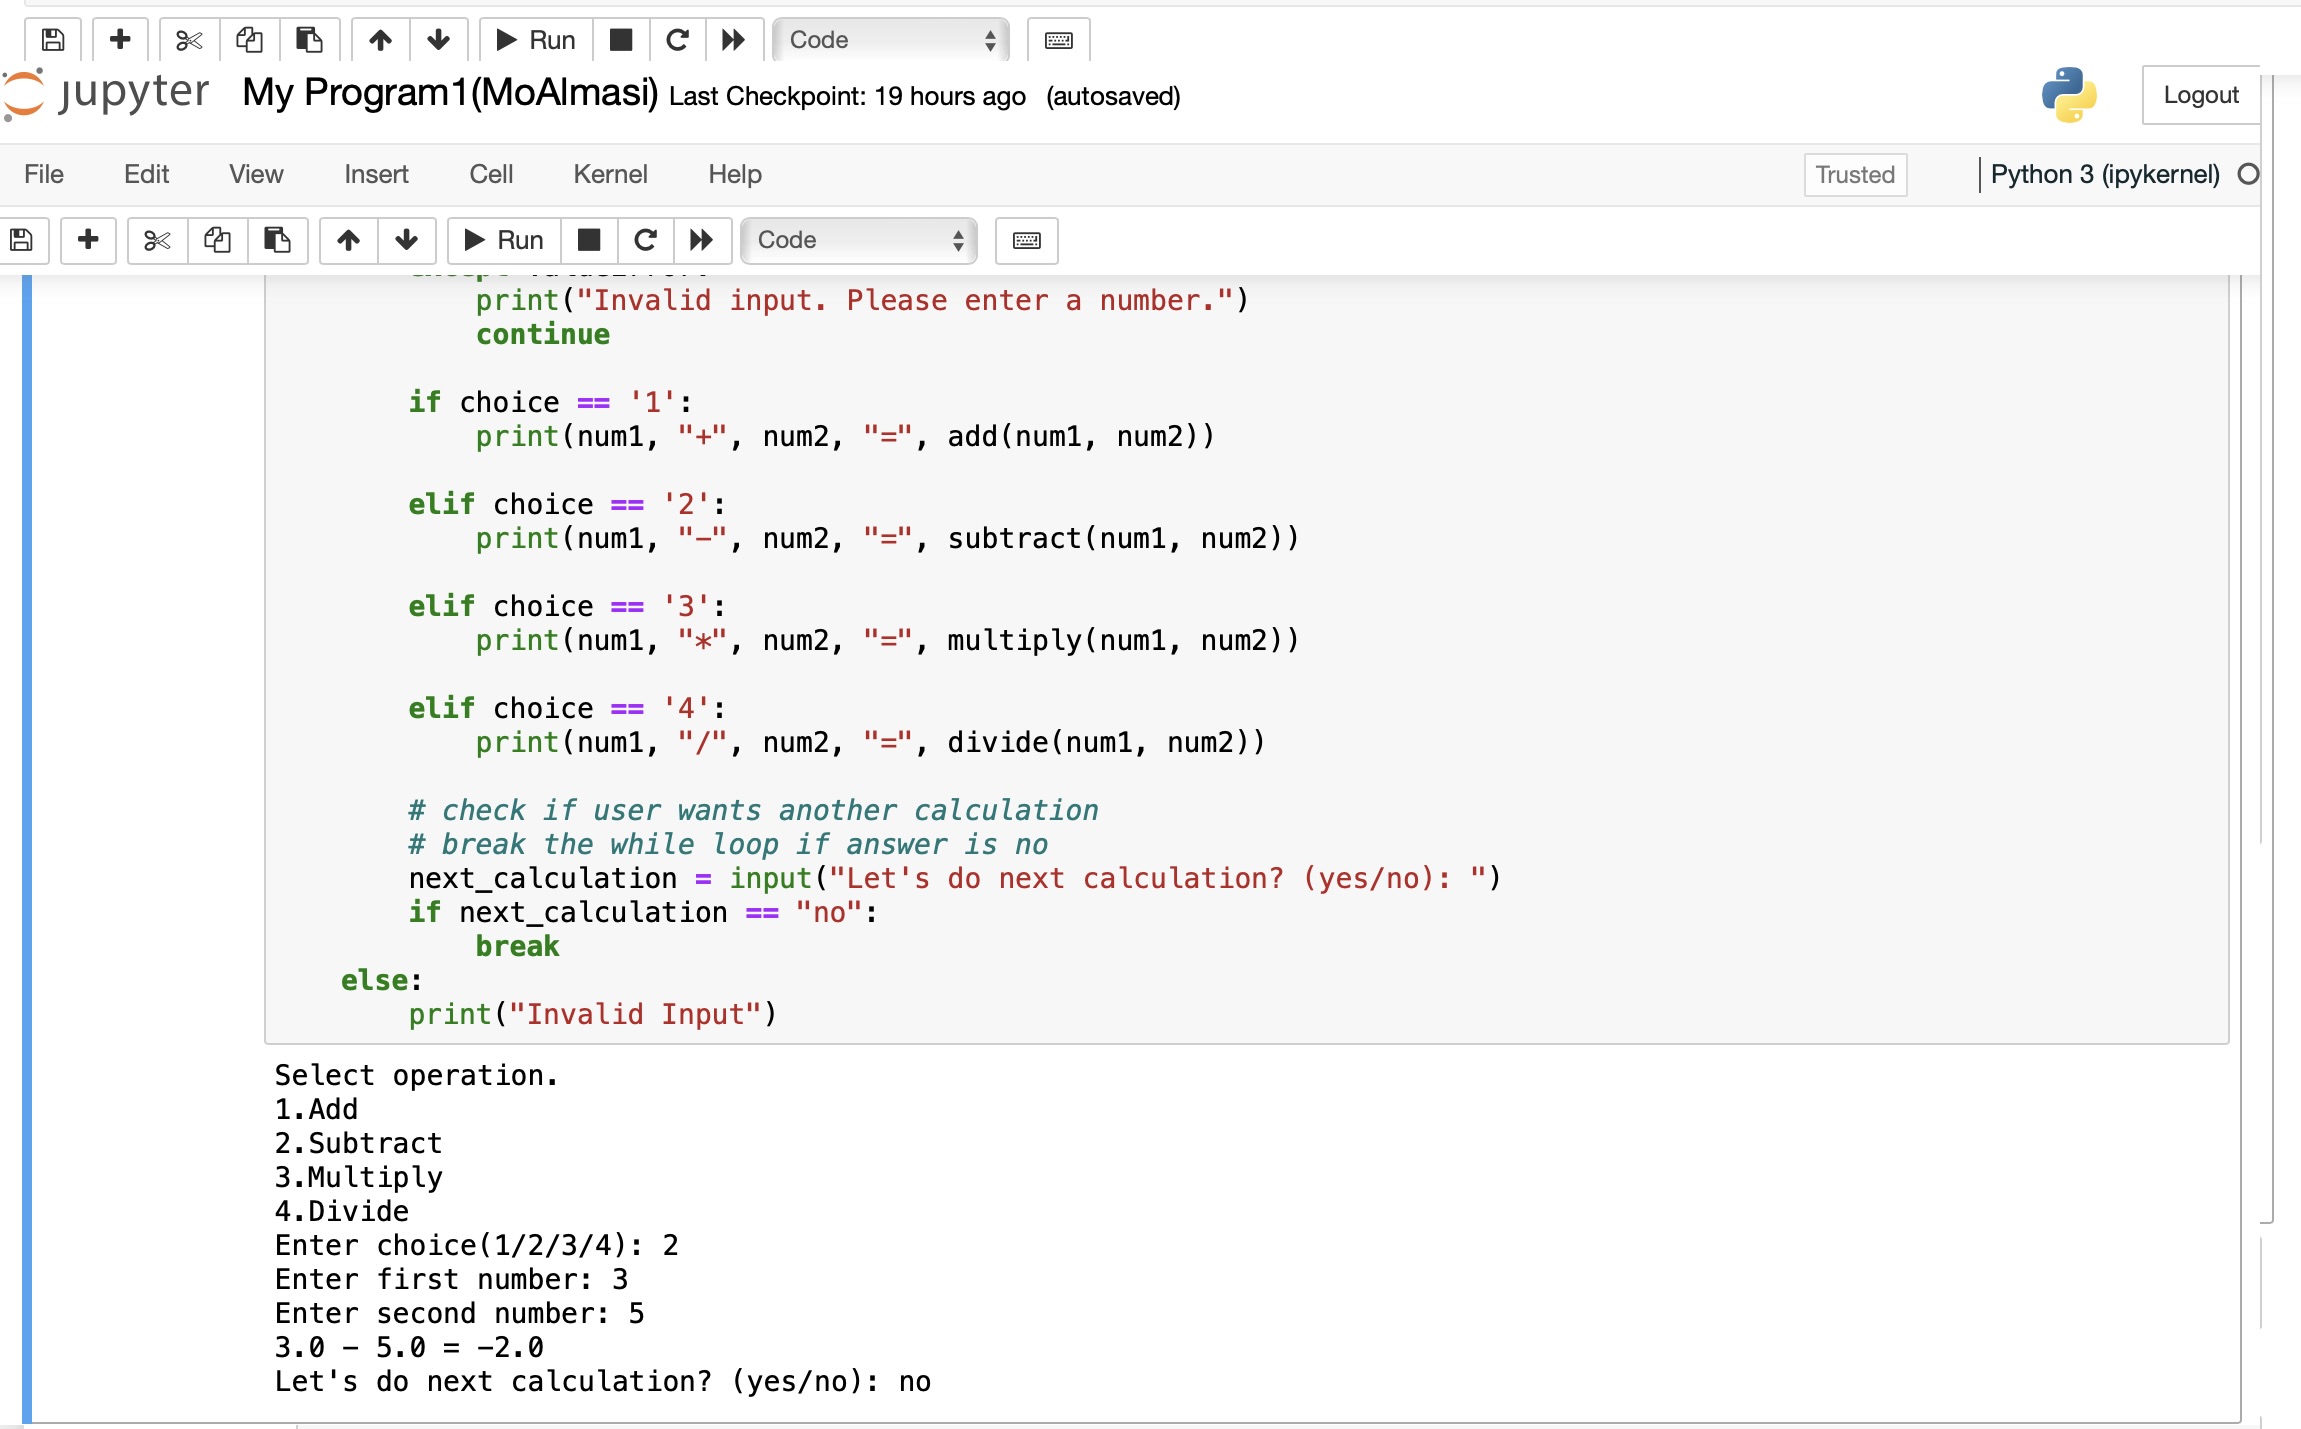 Run Code
jupyter My Program1(MoAlmasi) Last Checkpoint: 19 hours ago (autosaved) Logout
File Edit View Insert Cell Kernel Help Trusted Python 3 (ipykernel)
Run Code
print("Invalid input. Please enter a number.")
continue
if choice == '1':
print(num1, "+", num2, "=", add(num1, num2))
elif choice == '2':
print(num1, "-", num2, "=", subtract(num1, num2))
elif choice == '3':
print(num1, "*", num2, "=", multiply(num1, num2))
elif choice == '4':
print(num1, "/", num2, "=", divide(num1, num2))
# check if user wants another calculation
# break the while loop if answer is no
next_calculation = input("Let's do next calculation? (yes/no): ")
if next_calculation == "no":
break
else:
print("Invalid Input")
Select operation.
1.Add
2.Subtract
3.Multiply
4.Divide
Enter choice(1/2/3/4): 2
Enter first number: 3
Enter second number: 5
3.0 - 5.0 = -2.0
Let's do next calculation? (yes/no): no